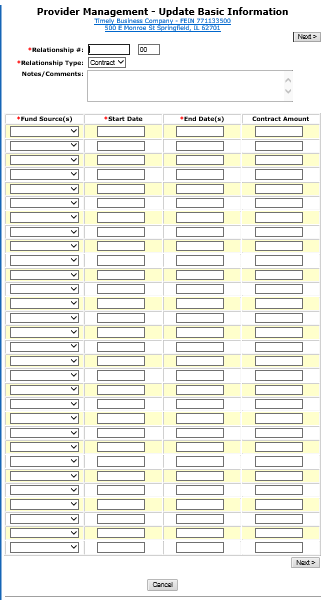 Provider Management - Update Basic Information
Timely Business Company - FEIN 771133500
500 E Monroe St Springfield, IL 62701
Next >
*Relationship #: 00
*Relationship Type: Contract
Notes/Comments:
*Fund Source(s) *Start Date *End Date(s) Contract Amount
Next >
Cancel